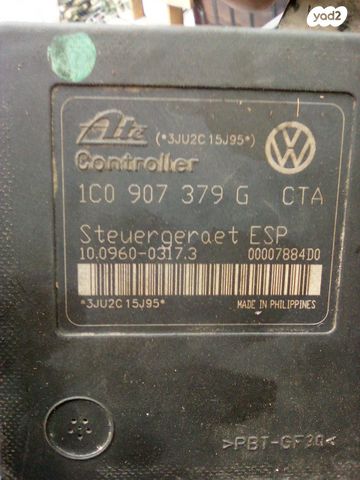 yad2
Ate (*3JU2C15J95*)
Controller
1C0 907 379 G CTA
Steuergeraet ESP
10.0960-0317.3 00007884D0
*3JU2C15J95* MADE IN PHILIPPINES
>PBT-GF30<